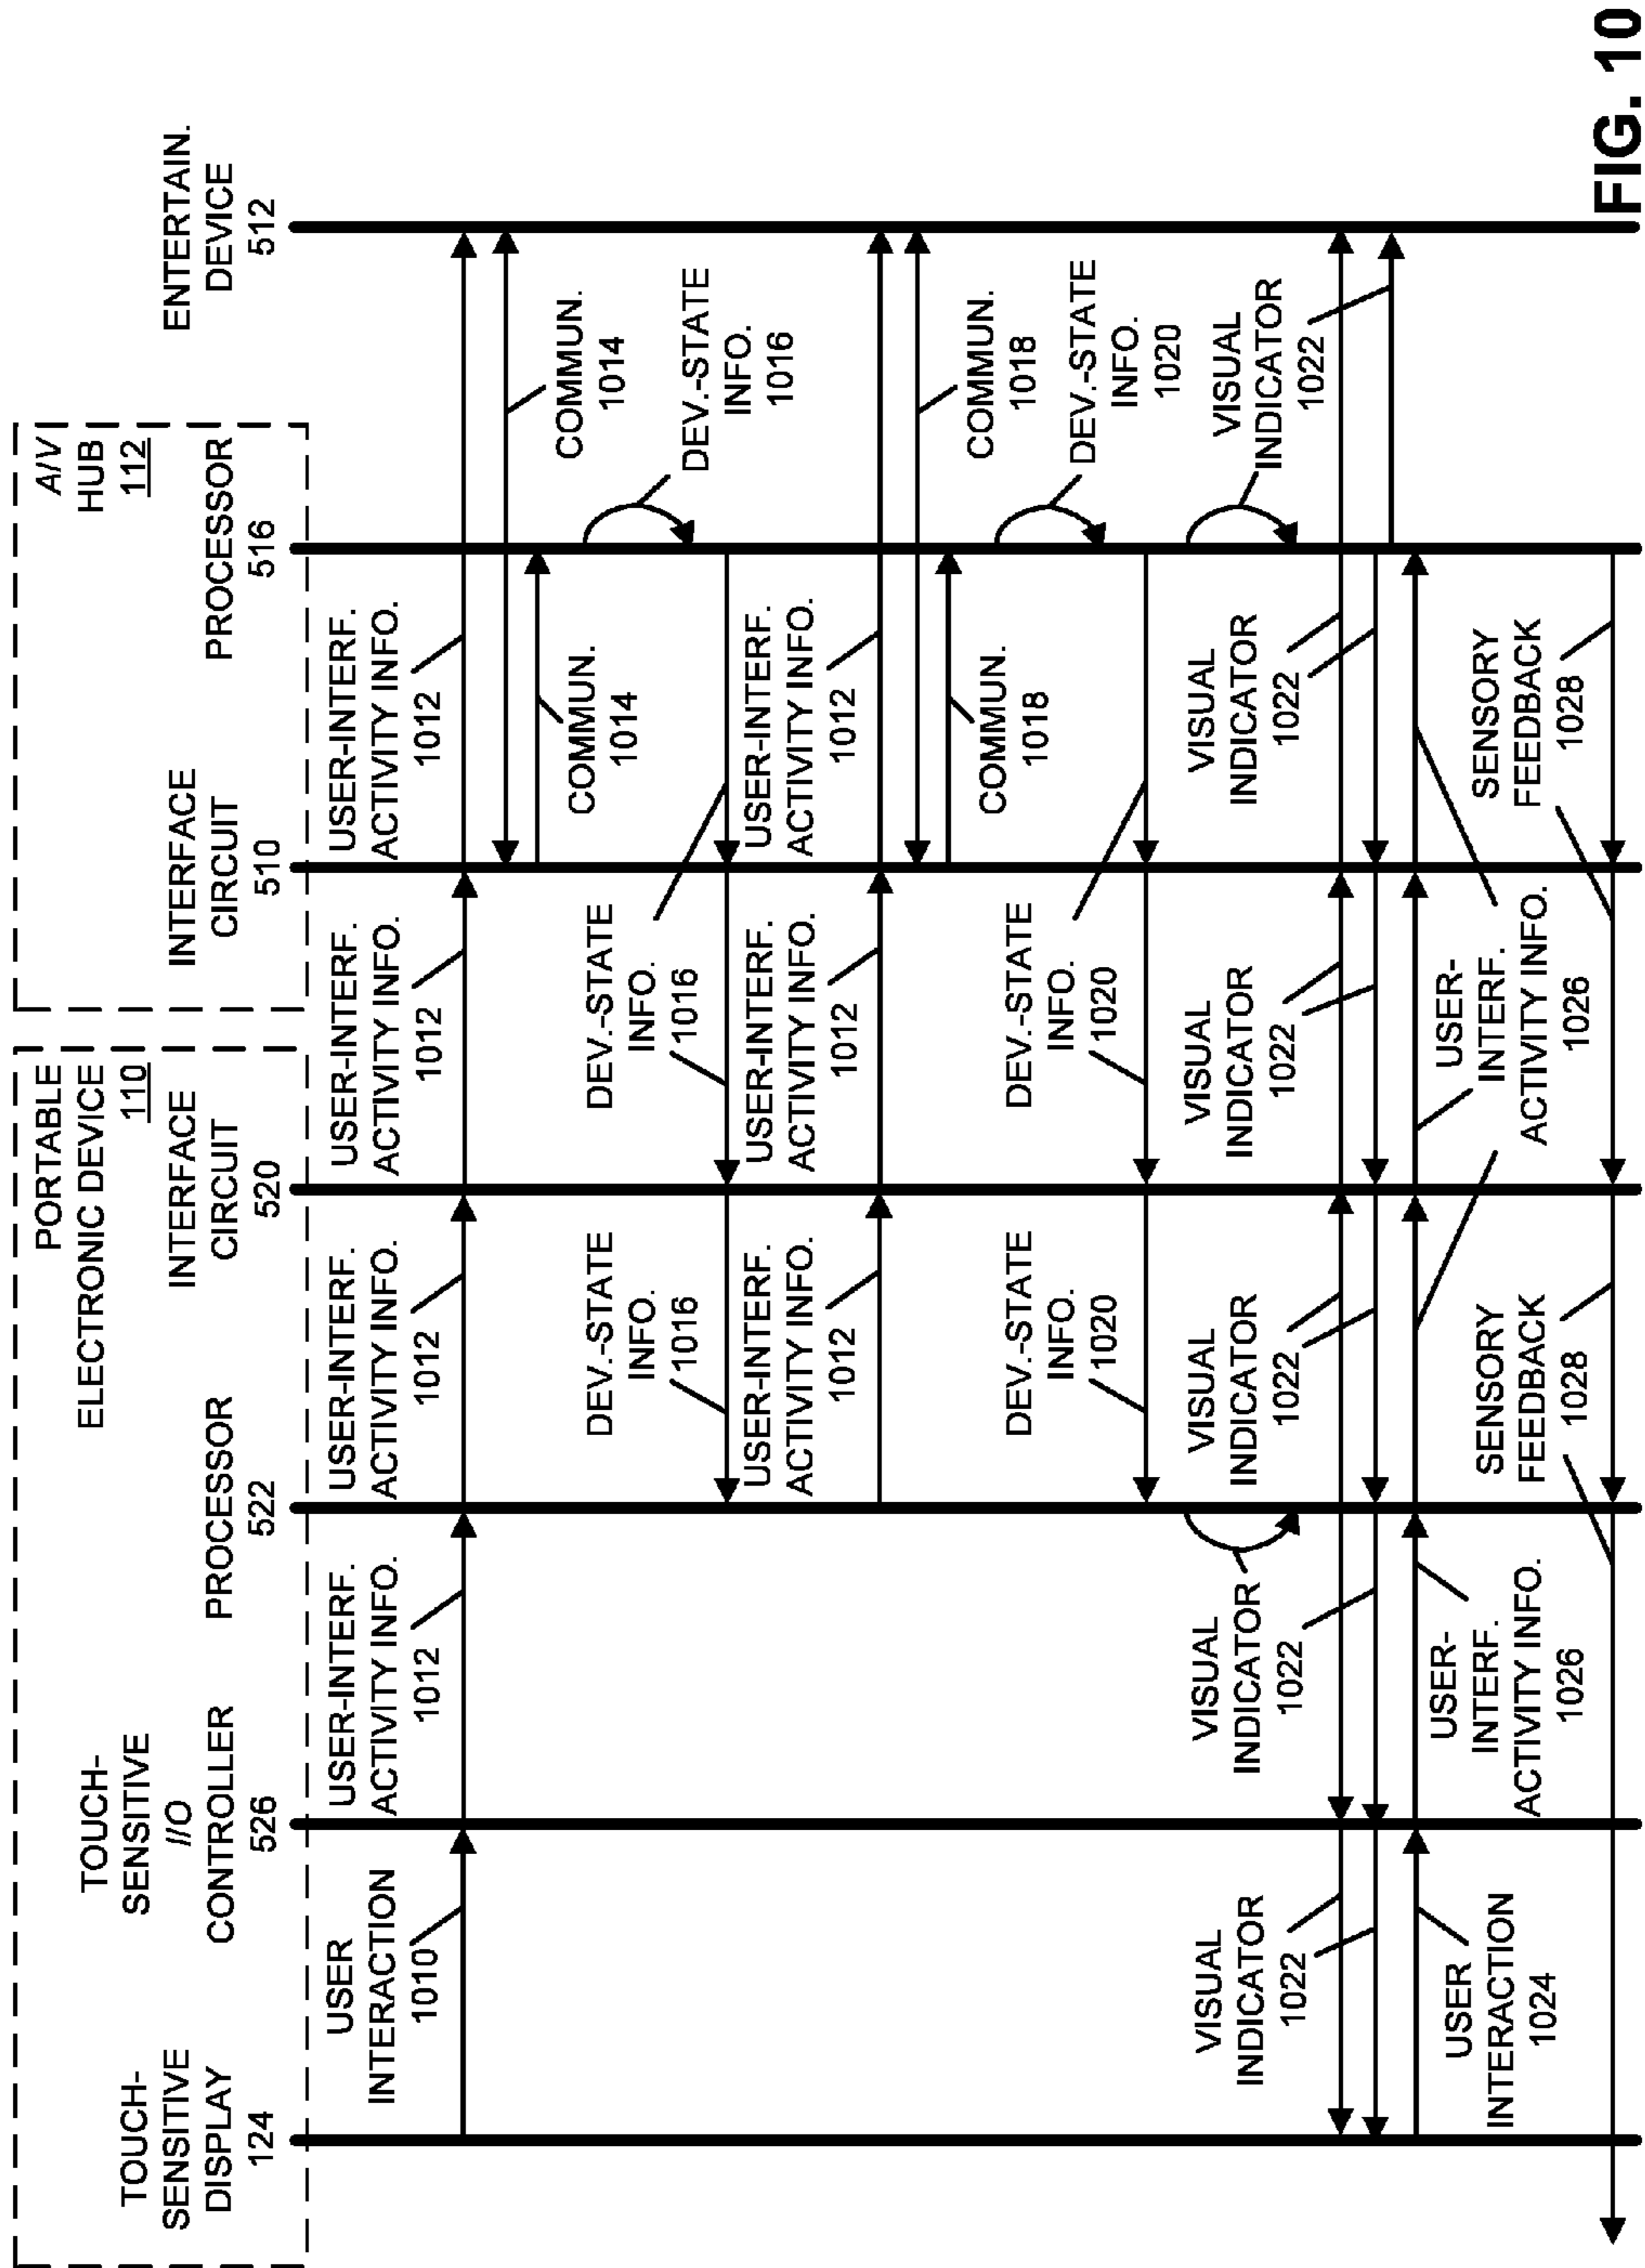 PORTABLE
ELECTRONIC DEVICE
110
A/V
HUB
112
TOUCH-
SENSITIVE
DISPLAY
124
TOUCH-
SENSITIVE
I/O
CONTROLLER
526
PROCESSOR
522
INTERFACE
CIRCUIT
520
INTERFACE
CIRCUIT
510
PROCESSOR
516
ENTERTAIN.
DEVICE
512
USER
INTERACTION
1010
USER-INTERF.
ACTIVITY INFO.
1012
USER-INTERF.
ACTIVITY INFO.
1012
USER-INTERF.
ACTIVITY INFO.
1012
USER-INTERF.
ACTIVITY INFO.
1012
COMMUN.
1014
COMMUN.
1014
DEV.-STATE
INFO.
1016
DEV.-STATE
INFO.
1016
DEV.-STATE
INFO.
1016
USER-INTERF.
ACTIVITY INFO.
1012
USER-INTERF.
ACTIVITY INFO.
1012
USER-INTERF.
ACTIVITY INFO.
1012
COMMUN.
1018
COMMUN.
1018
DEV.-STATE
INFO.
1020
DEV.-STATE
INFO.
1020
DEV.-STATE
INFO.
1020
VISUAL
INDICATOR
1022
VISUAL
INDICATOR
1022
VISUAL
INDICATOR
1022
VISUAL
INDICATOR
1022
VISUAL
INDICATOR
1022
VISUAL
INDICATOR
1022
USER
INTERACTION
1024
USER-
INTERF.
ACTIVITY INFO.
1026
SENSORY
FEEDBACK
1028
USER-
INTERF.
ACTIVITY INFO.
1026
SENSORY
FEEDBACK
1028
FIG. 10